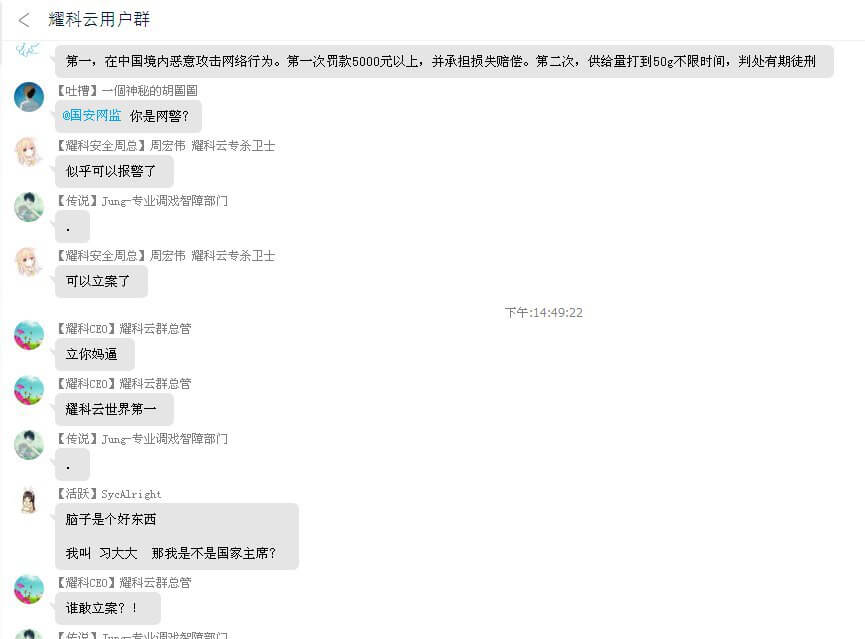 耀科云用户群
第一，在中国境内恶意攻击网络行为。第一次罚款5000元以上，并承担损失赔偿。第二次，供给量打到50g不限时间，判处有期徒刑
【吐槽】一個神秘的胡圖圖
@国安网监 你是网警？
【耀科安全周总】周宏伟 耀科云专杀卫士
似乎可以报警了
【传说】Jung-专业调戏智障部门
.
【耀科安全周总】周宏伟 耀科云专杀卫士
可以立案了
下午:14:49:22
【耀科CEO】耀科云群总管
立你妈逼
【耀科CEO】耀科云群总管
耀科云世界第一
【传说】Jung-专业调戏智障部门
.
【活跃】SycAlright
脑子是个好东西
我叫 习大大 那我是不是国家主席？
【耀科CEO】耀科云群总管
谁敢立案？！
【传说】Jung-专业调戏智障部门